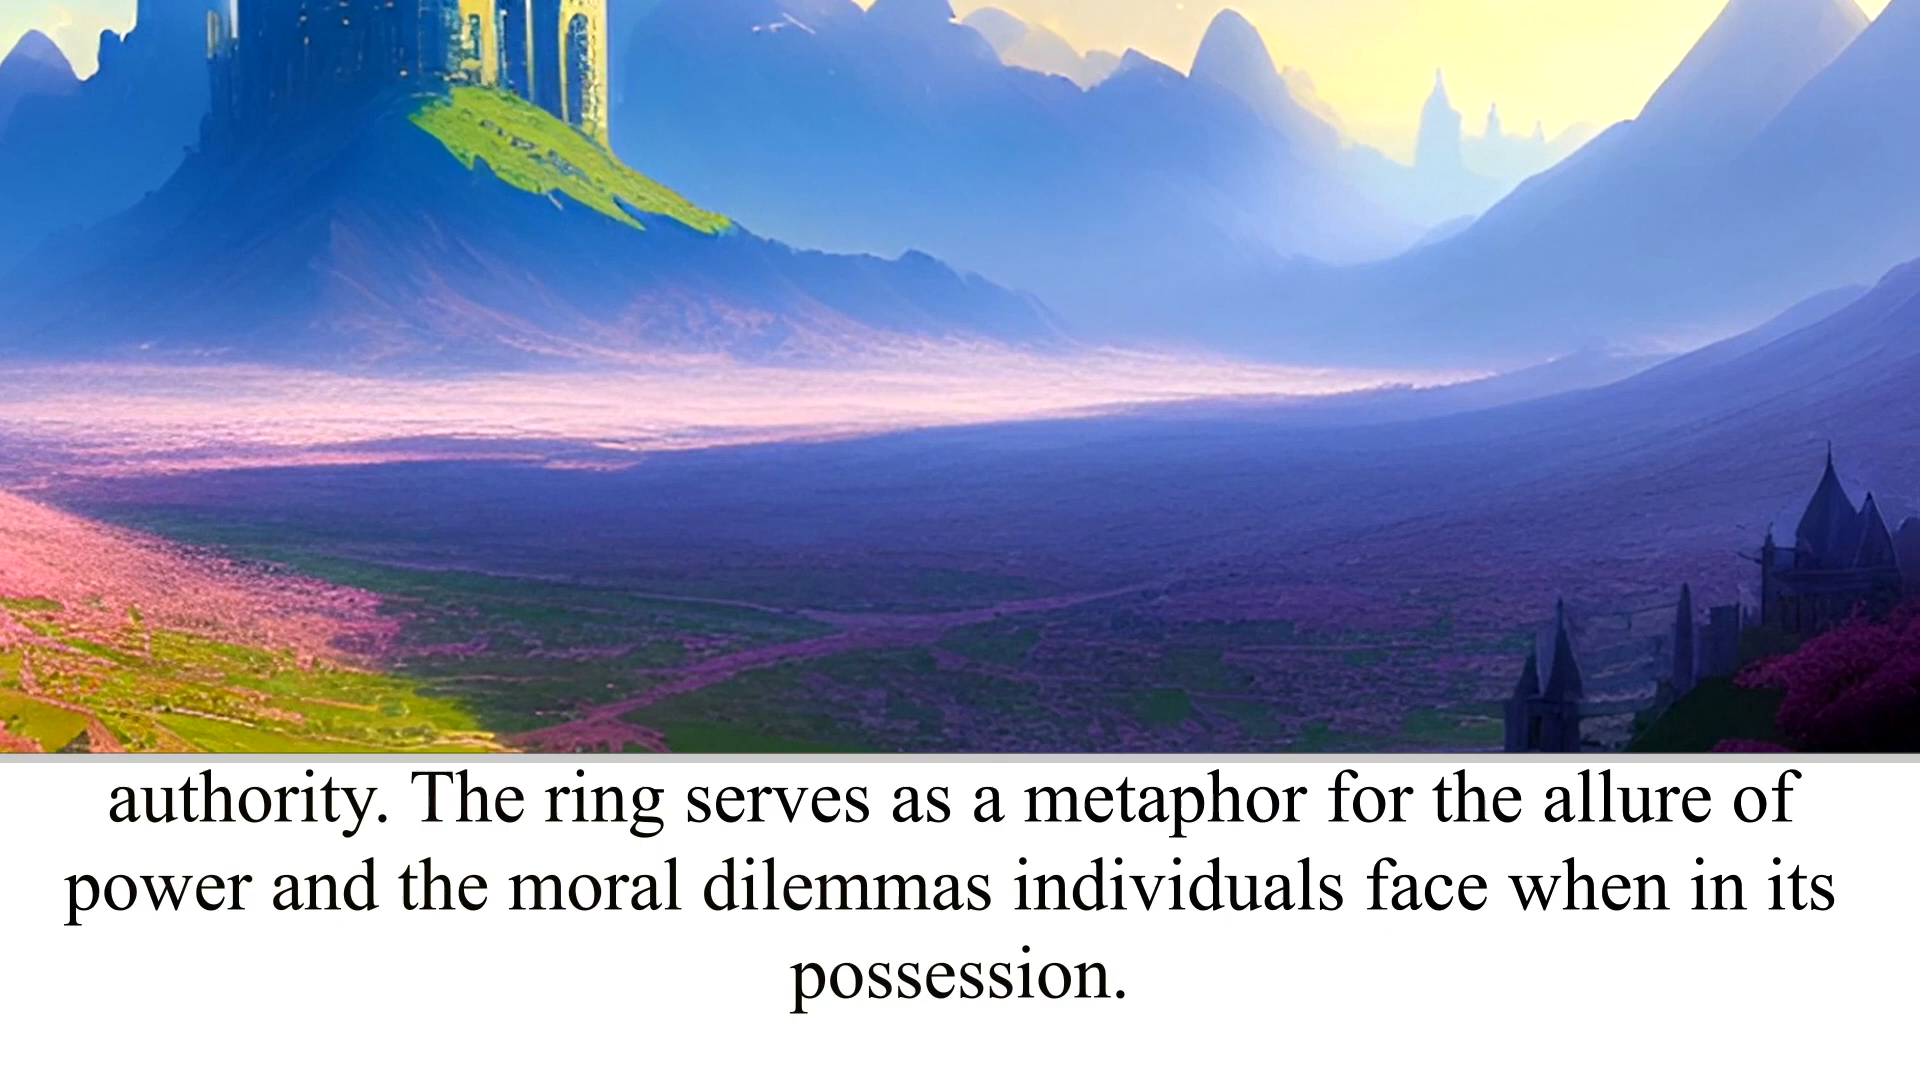 authority. The ring serves as a metaphor for the allure of
power and the moral dilemmas individuals face when in its
possession.